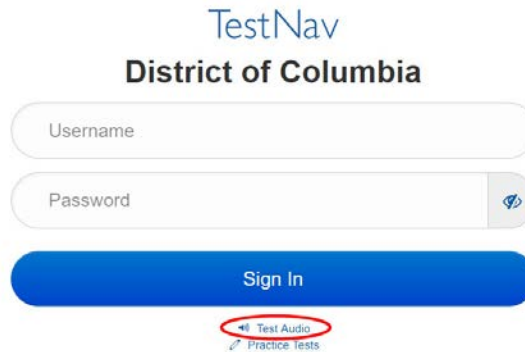 TestNav
District of Columbia
Username
Password
Sign In
Test Audio
Practice Tests